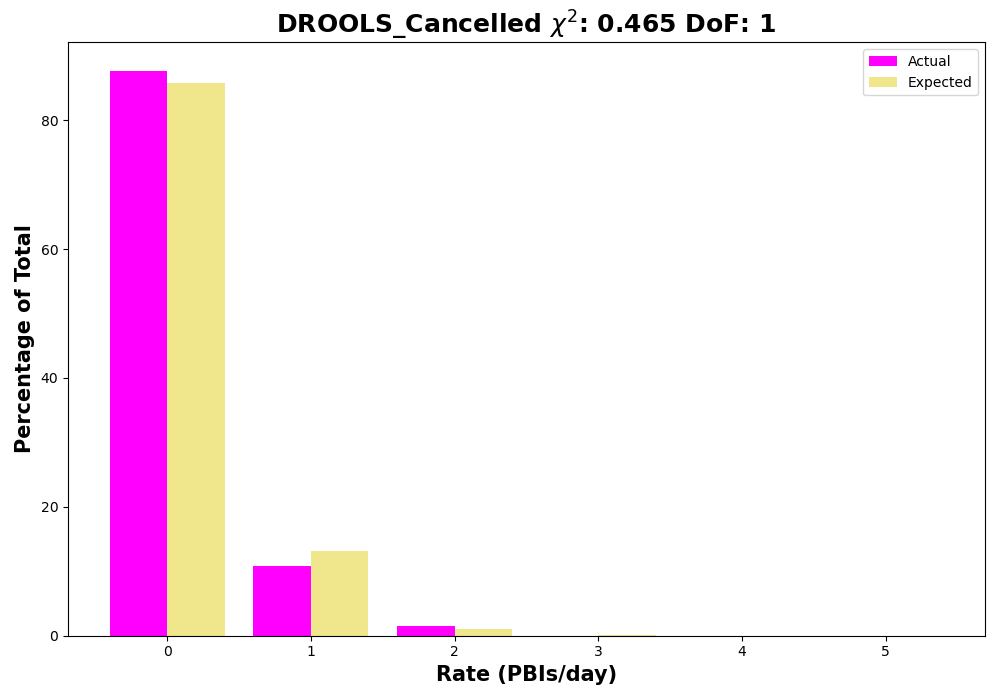 DROOLS_Cancelled χ²: 0.465 DoF: 1
Actual
Expected
Percentage of Total
80
60
40
20
0
0 1 2 3 4 5
Rate (PBIs/day)